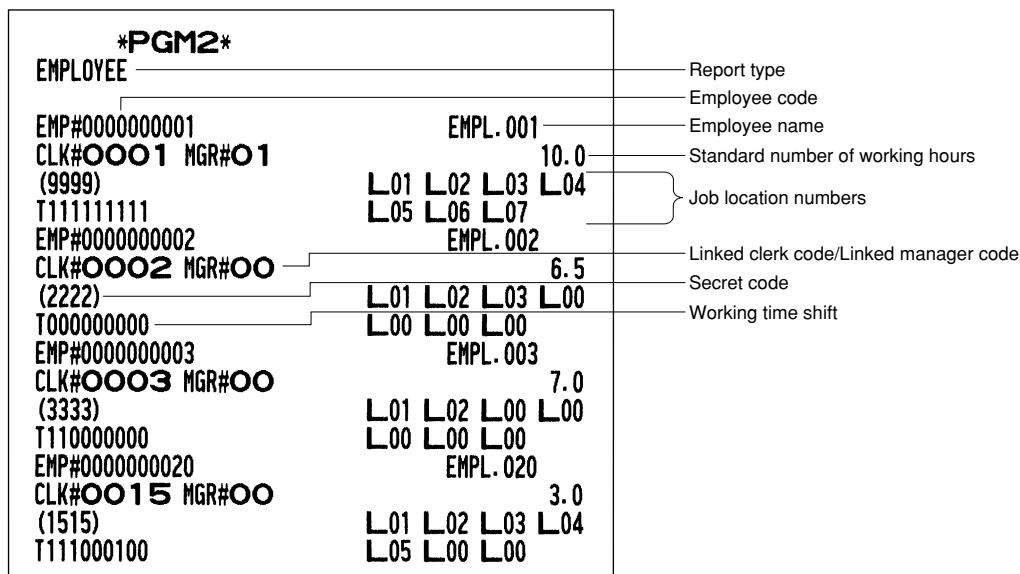 *PGM2*
EMPLOYEE
Report type
Employee code
EMP#0000000001 EMPL.001
Employee name
CLK#0001 MGR#01 10.0
Standard number of working hours
(9999) L01 L02 L03 L04
Job location numbers
T111111111 L05 L06 L07
EMP#0000000002 EMPL.002
CLK#0002 MGR#00 6.5
Linked clerk code/Linked manager code
(2222) L01 L02 L03 L00
Secret code
T000000000 L00 L00 L00
Working time shift
EMP#0000000003 EMPL.003
CLK#0003 MGR#00 7.0
(3333) L01 L02 L00 L00
T110000000 L00 L00 L00
EMP#0000000020 EMPL.020
CLK#0015 MGR#00 3.0
(1515) L01 L02 L03 L04
T111000100 L05 L00 L00